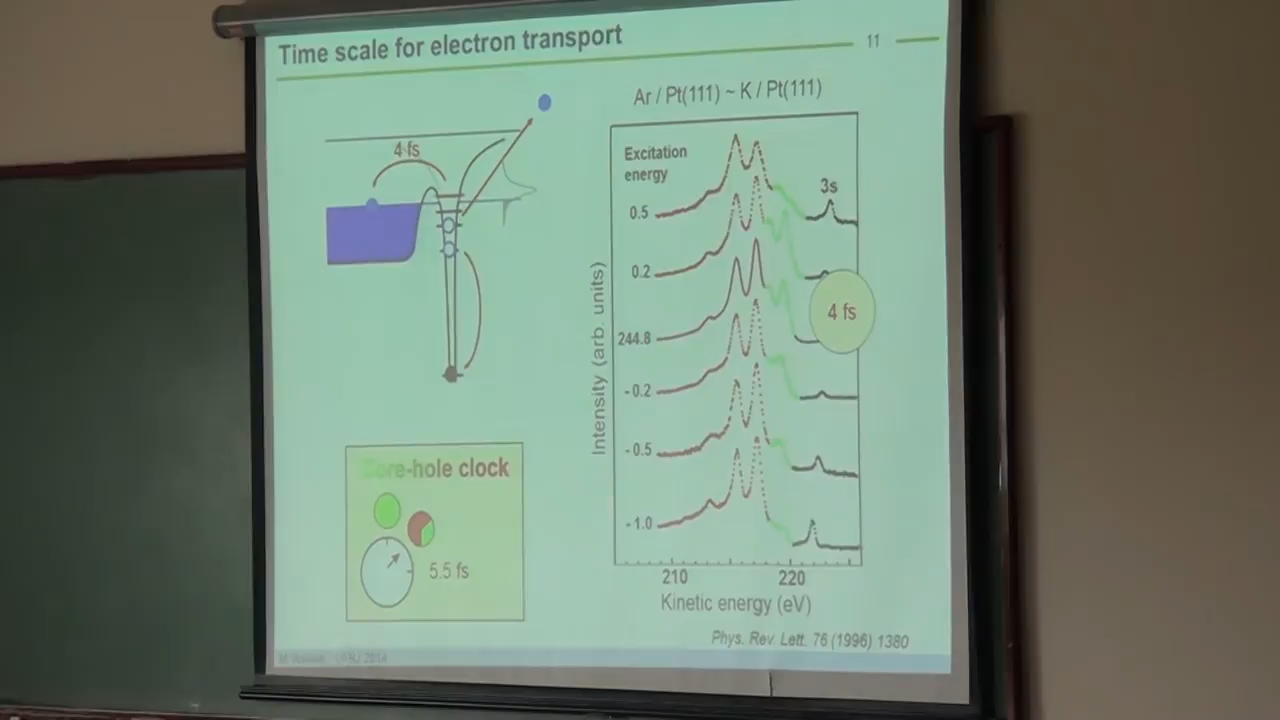 Time scale for electron transport
11
4 fs
Ar / Pt(111) ~ K / Pt(111)
Excitation
energy
3s
0.5
0.2
244.8
- 0.2
- 0.5
- 1.0
4 fs
Intensity (arb. units)
210
220
Kinetic energy (eV)
Core-hole clock
5.5 fs
Phys. Rev. Lett. 76 (1996) 1380
2014